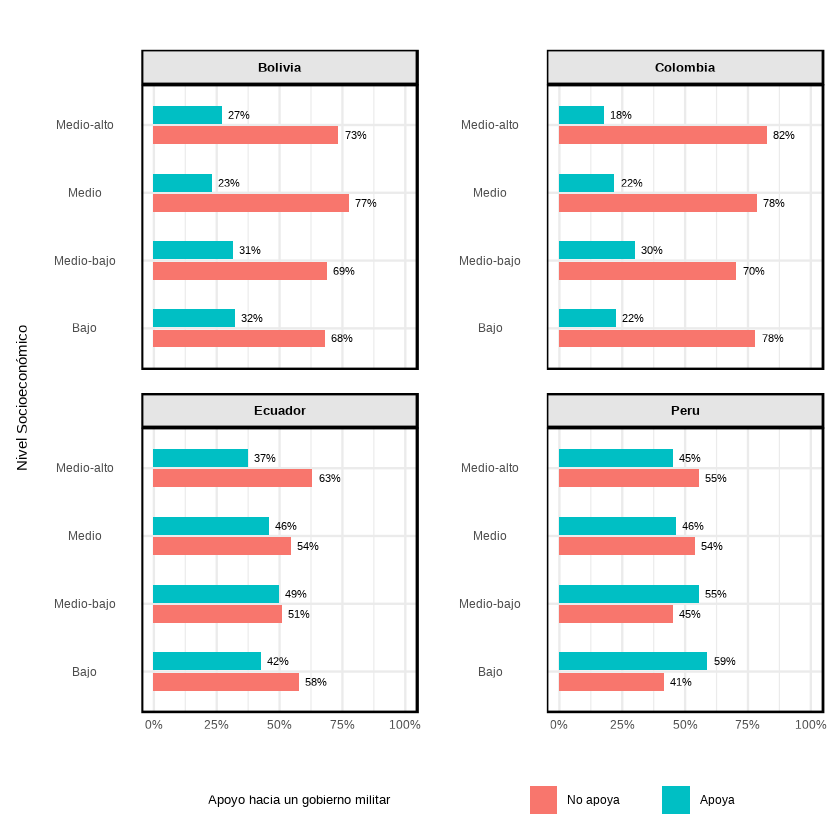 Bolivia
Colombia
Medio-alto
27%
73%
Medio
23%
77%
Medio-bajo
31%
69%
Bajo
32%
68%
Medio-alto
18%
82%
Medio
22%
78%
Medio-bajo
30%
70%
Bajo
22%
78%
Nivel Socioeconómico
Ecuador
Peru
Medio-alto
37%
63%
Medio
46%
54%
Medio-bajo
49%
51%
Bajo
42%
58%
0% 25% 50% 75% 100%
Medio-alto
45%
55%
Medio
46%
54%
Medio-bajo
55%
45%
Bajo
59%
41%
0% 25% 50% 75% 100%
Apoyo hacia un gobierno militar No apoya Apoya